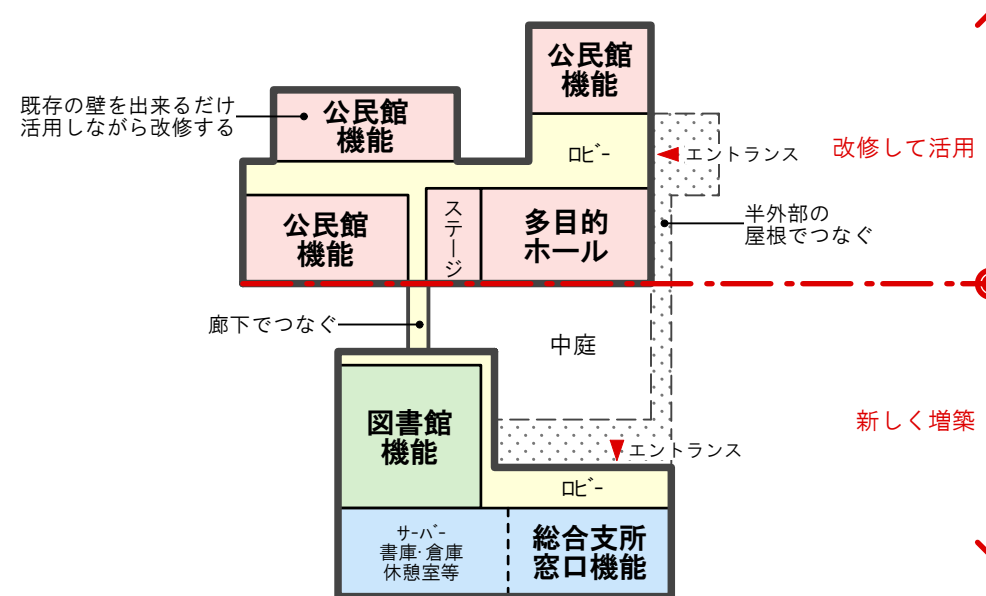 公民館
機能
既存の壁を出来るだけ
活用しながら改修する
公民館
機能
ﾛﾋﾞｰ
エントランス
改修して活用
公民館
機能
ステージ
多目的
ホール
半外部の
屋根でつなぐ
廊下でつなぐ
中庭
図書館
機能
新しく増築
エントランス
ﾛﾋﾞｰ
ｻｰﾊﾞｰ
書庫･倉庫
休憩室等
総合支所
窓口機能